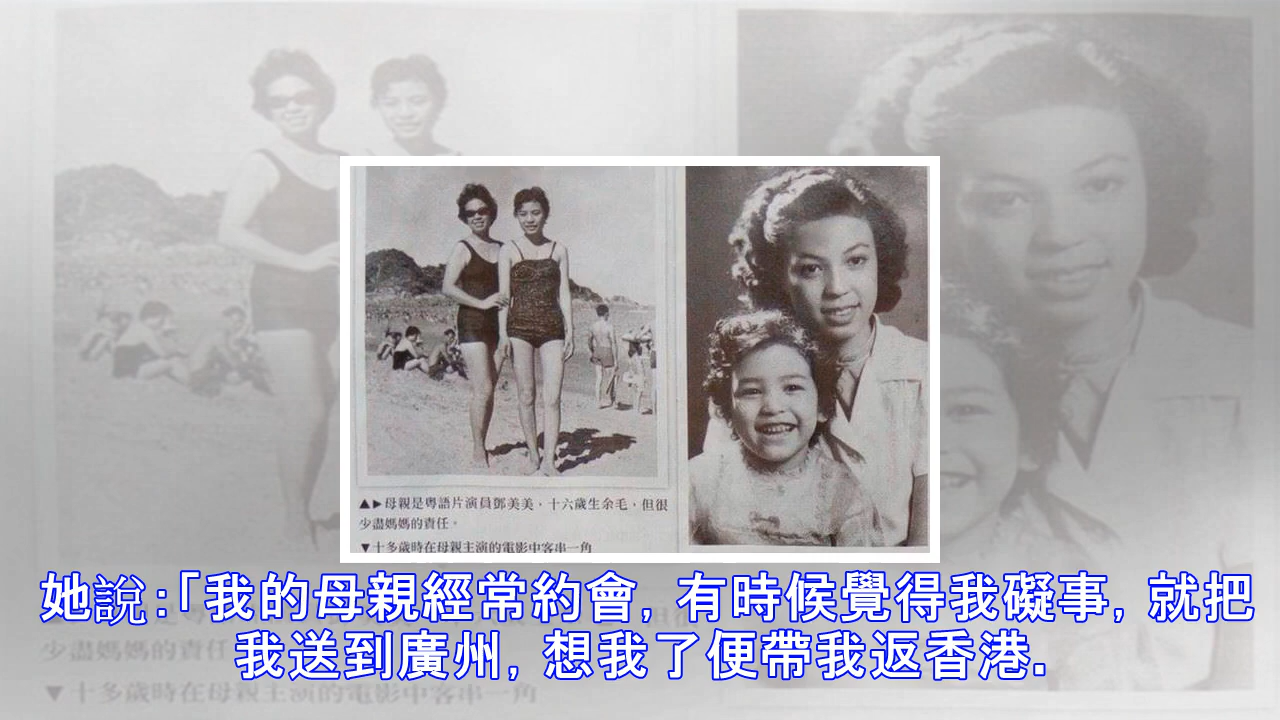 ▲▶母親是粵語片演員鄧美美，十六歲生余毛，但很
少盡媽媽的責任。
▼十多歲時在母親主演的電影中客串一角
她說:「我的母親經常約會, 有時候覺得我礙事, 就把
我送到廣州, 想我了便帶我返香港.